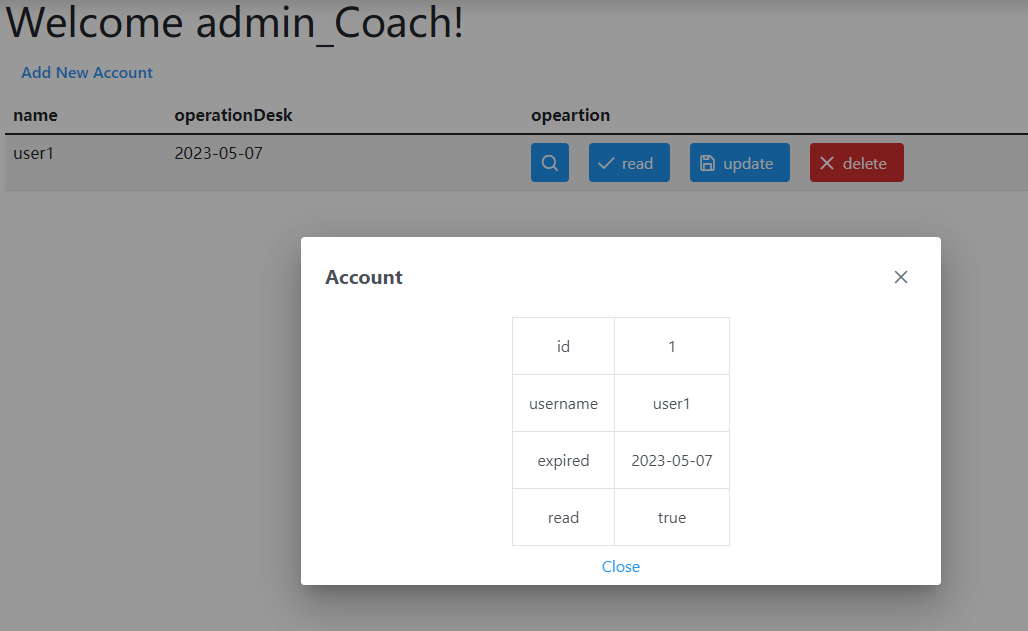 Welcome admin_Coach!
Add New Account
name operationDesk opeartion
user1 2023-05-07 read update delete
Account
id 1
username user1
expired 2023-05-07
read true
Close